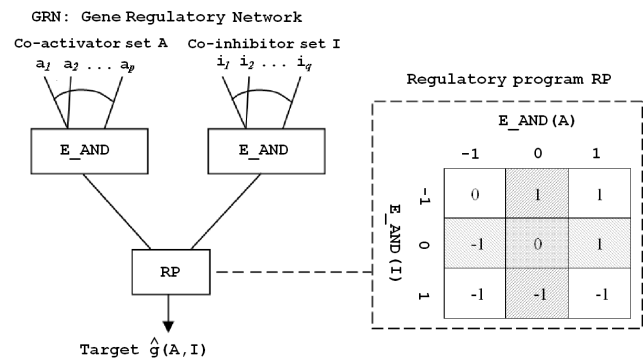 GRN: Gene Regulatory Network
Co-activator set A
Co-inhibitor set I
a1 a2 ... ap
i1 i2 ... iq
E_AND
E_AND
RP
Target ĝ(A,I)
Regulatory program RP
E_AND(A)
-1 0 1
E_AND(I)
-1 0 1 1
0 -1 0 1
1 -1 -1 -1